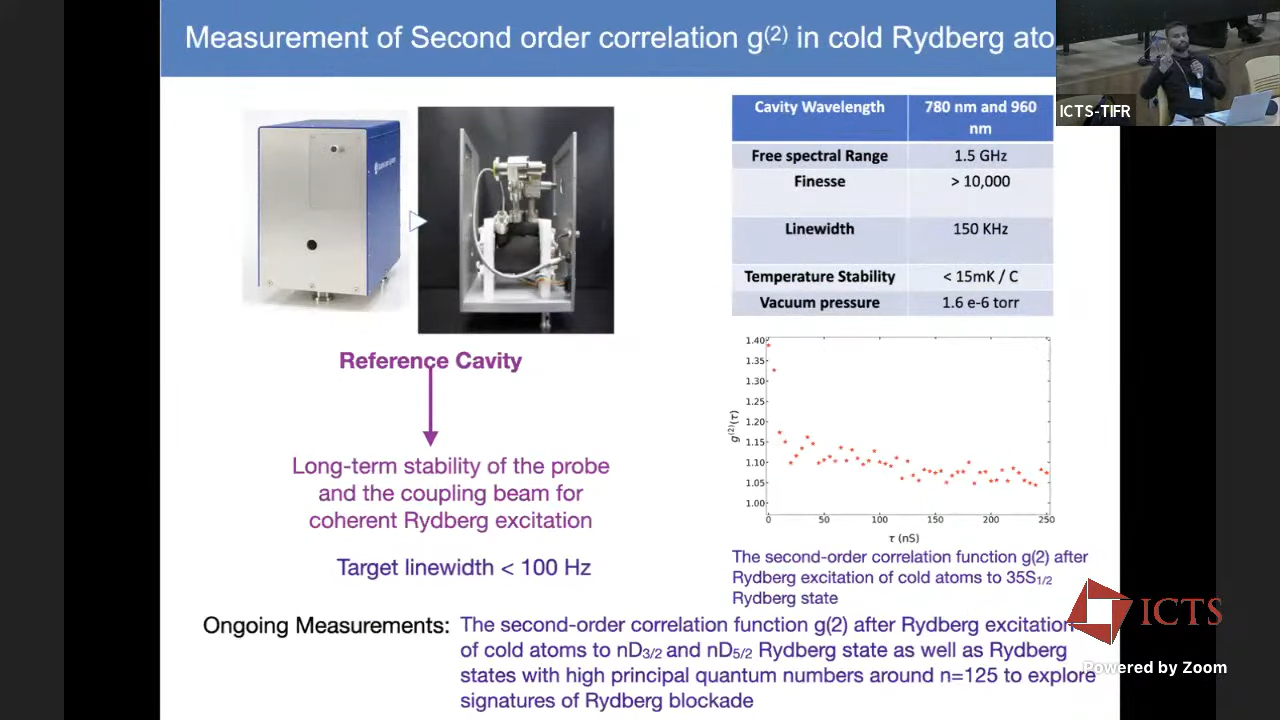 Measurement of Second order correlation g(2) in cold Rydberg ato
ICTS-TIFR
Cavity Wavelength 780 nm and 960 nm
Free spectral Range 1.5 GHz
Finesse > 10,000
Linewidth 150 KHz
Temperature Stability < 15mK / C
Vacuum pressure 1.6 e-6 torr
Reference Cavity
Long-term stability of the probe
and the coupling beam for
coherent Rydberg excitation
Target linewidth < 100 Hz
1.40
1.35
1.30
1.25
1.20
1.15
1.10
1.05
1.00
g(2)(τ)
0 50 100 150 200 250
τ (nS)
The second-order correlation function g(2) after
Rydberg excitation of cold atoms to 35S1/2
Rydberg state
Ongoing Measurements: The second-order correlation function g(2) after Rydberg excitation
of cold atoms to nD3/2 and nD5/2 Rydberg state as well as Rydberg
states with high principal quantum numbers around n=125 to explore
signatures of Rydberg blockade
ICTS
Powered by Zoom